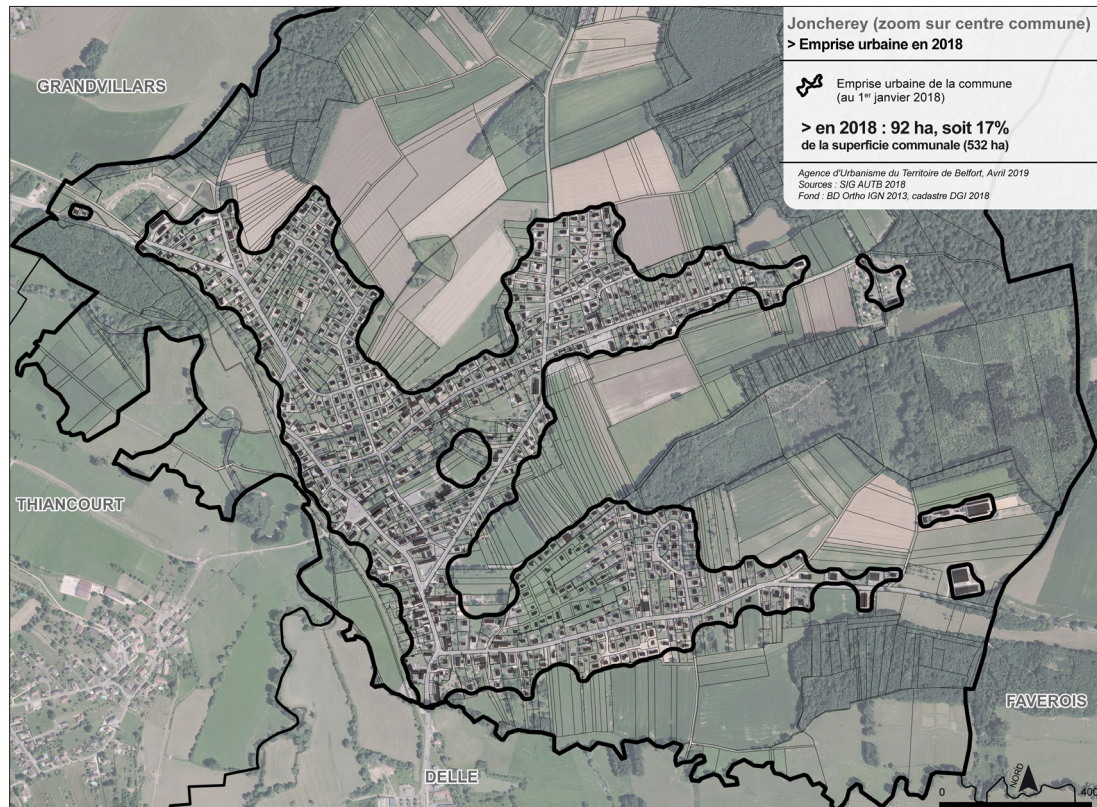 Joncherey (zoom sur centre commune)
> Emprise urbaine en 2018
Emprise urbaine de la commune
(au 1er janvier 2018)
> en 2018 : 92 ha, soit 17%
de la superficie communale (532 ha)
Agence d'Urbanisme du Territoire de Belfort, Avril 2019
Sources : SIG AUTB 2018
Fond : BD Ortho IGN 2013, cadastre DGI 2018
GRANDVILLARS
THIANCOURT
FAVEROIS
DELLE
NORD
0 400